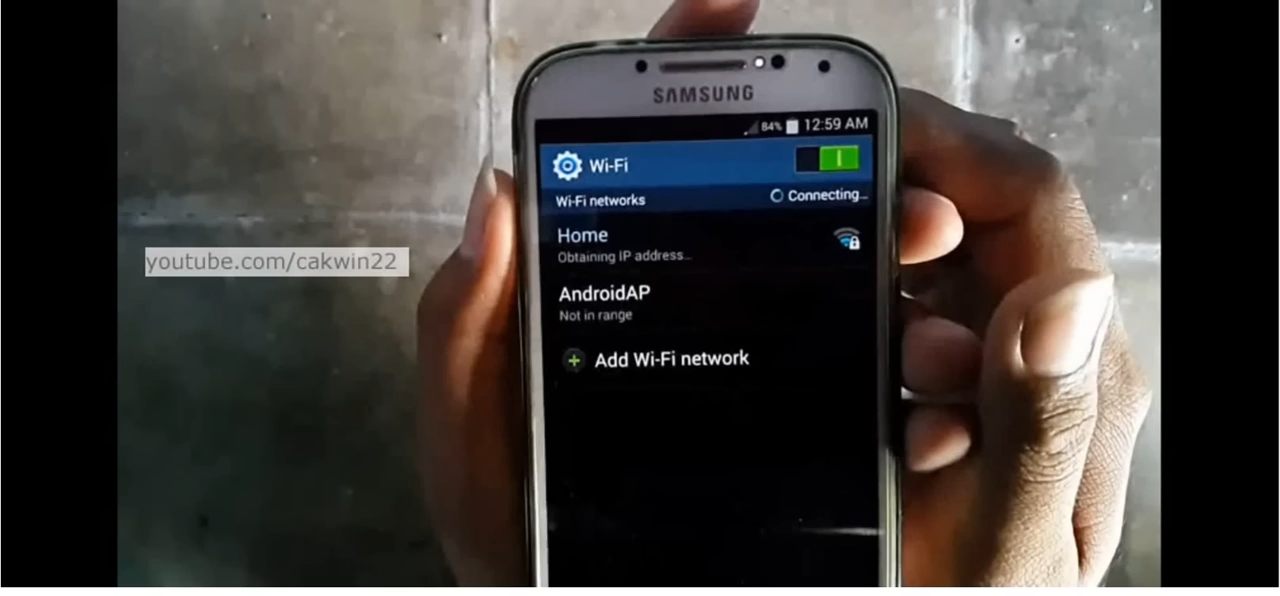 SAMSUNG
84% 12:59 AM
Wi-Fi
Wi-Fi networks Connecting...
Home
Obtaining IP address...
youtube.com/cakwin22
AndroidAP
Not in range
+ Add Wi-Fi network